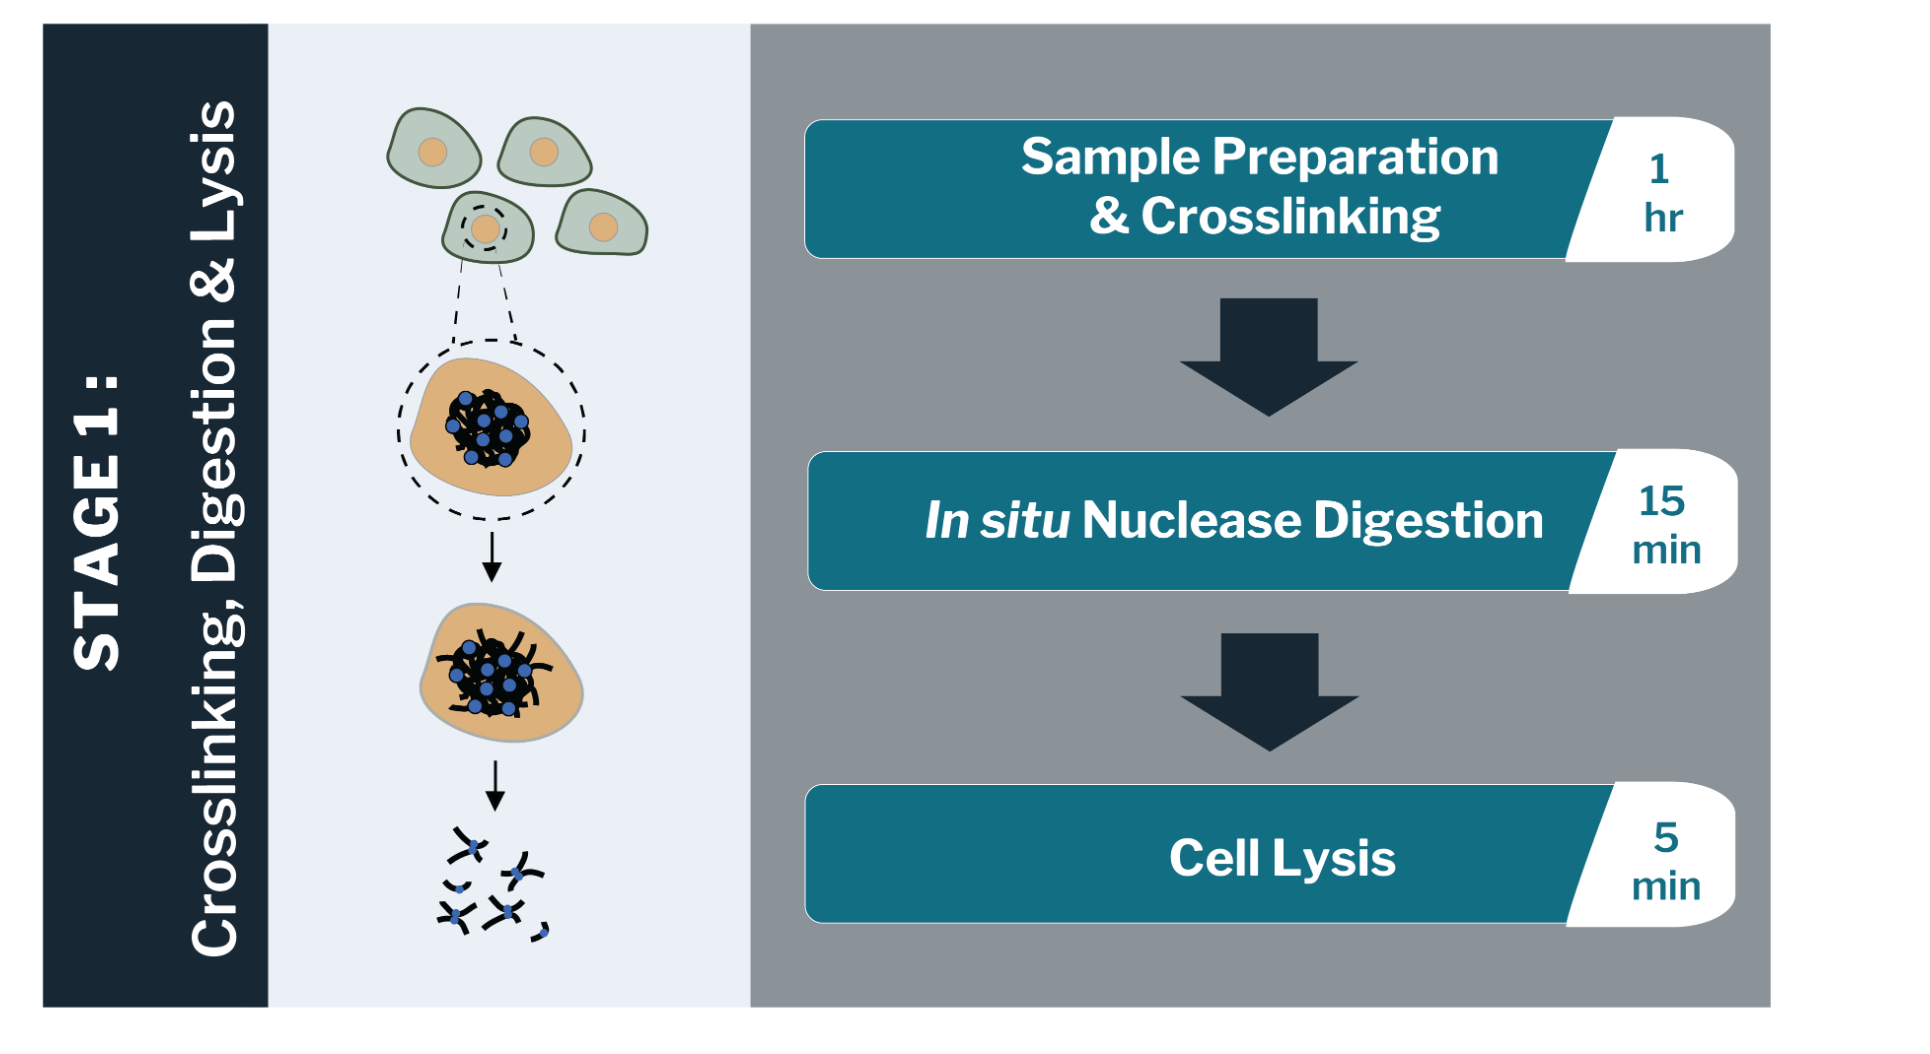 STAGE 1:
Crosslinking, Digestion & Lysis
Sample Preparation
& Crosslinking
1
hr
In situ Nuclease Digestion
15
min
Cell Lysis
5
min